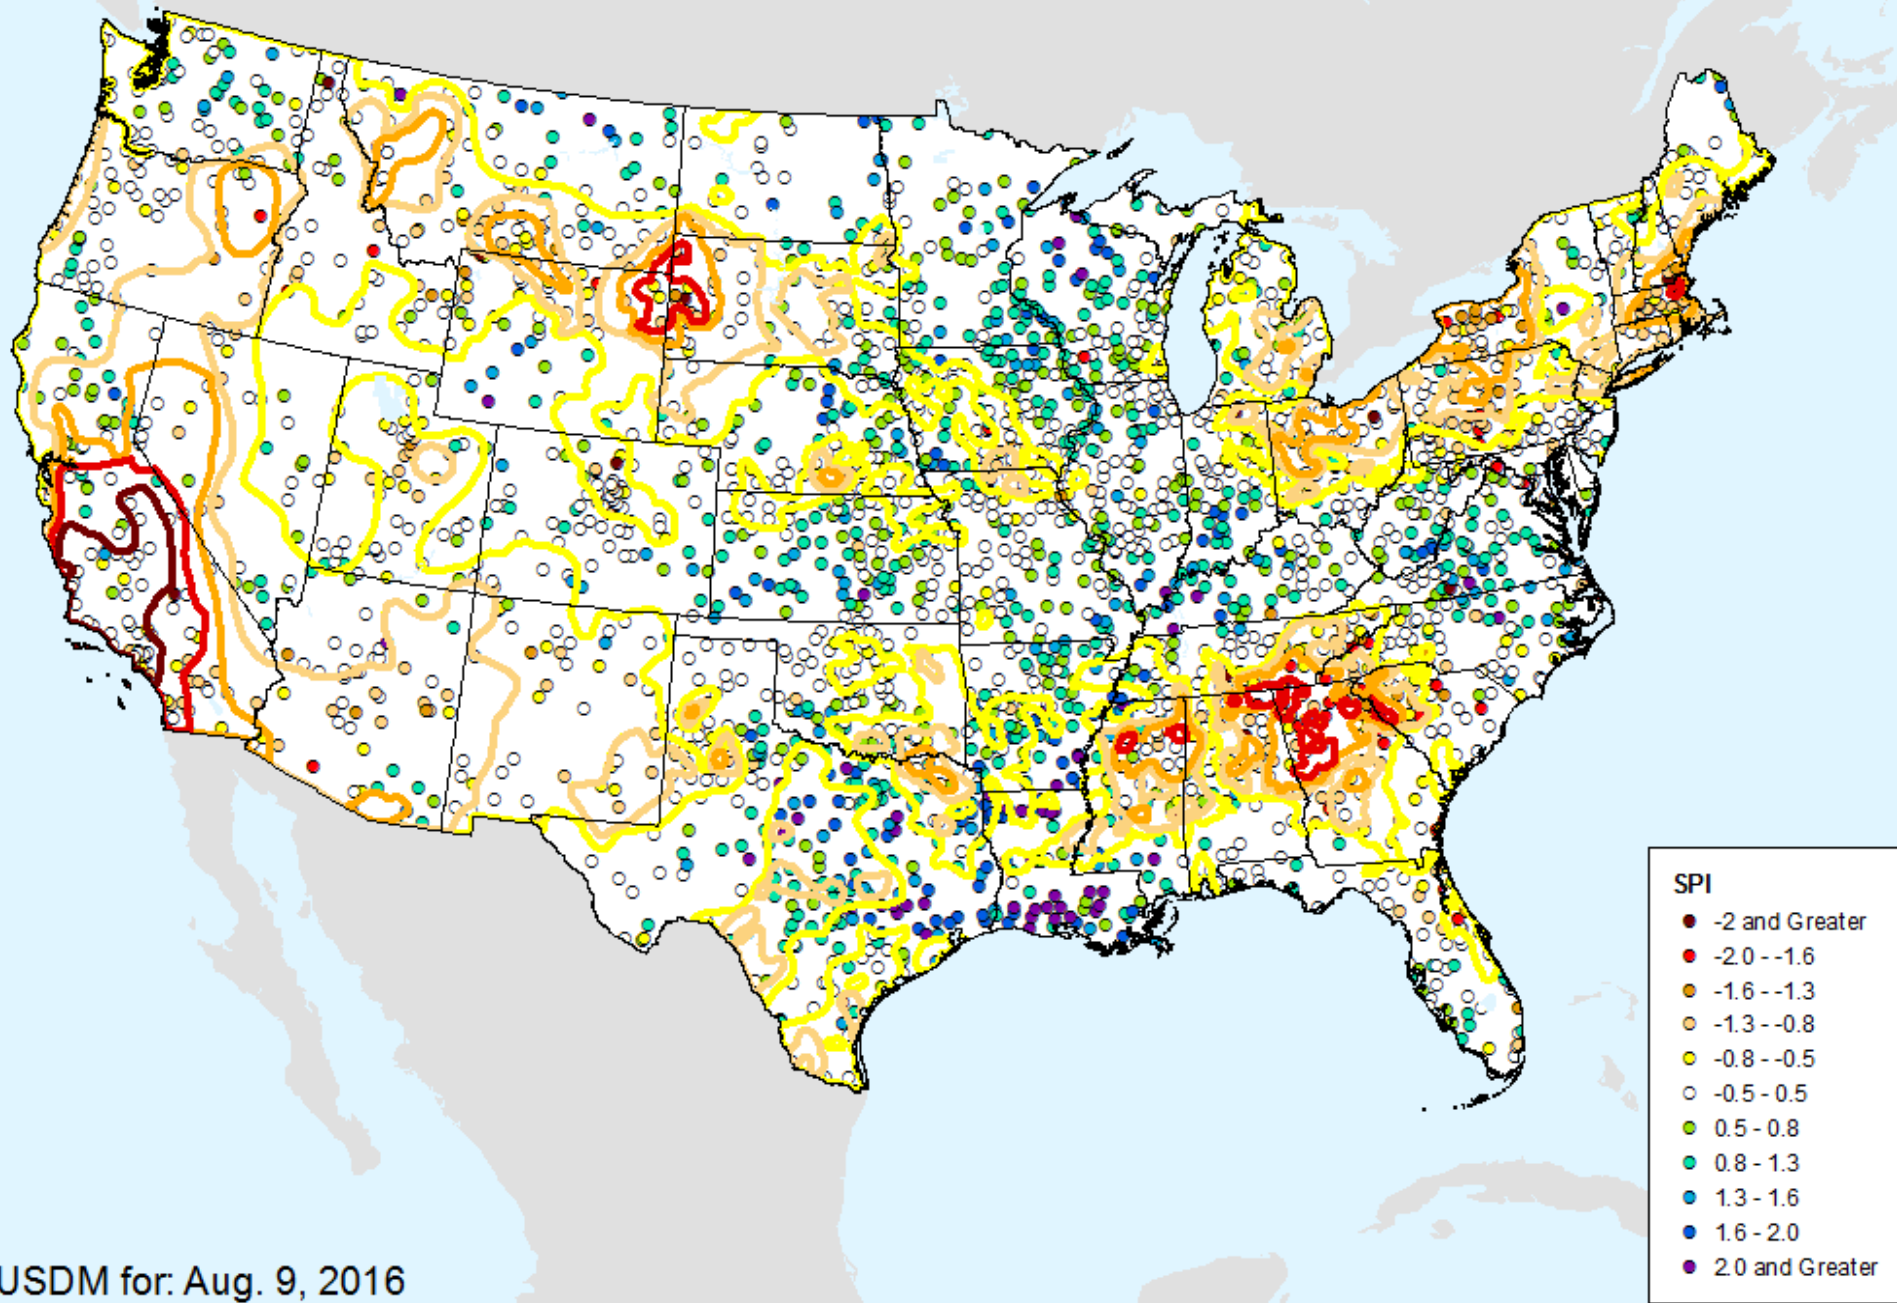 SPI
-2 and Greater
-2.0 - -1.6
-1.6 - -1.3
-1.3 - -0.8
-0.8 - -0.5
-0.5 - 0.5
0.5 - 0.8
0.8 - 1.3
1.3 - 1.6
1.6 - 2.0
2.0 and Greater
USDM for: Aug. 9, 2016